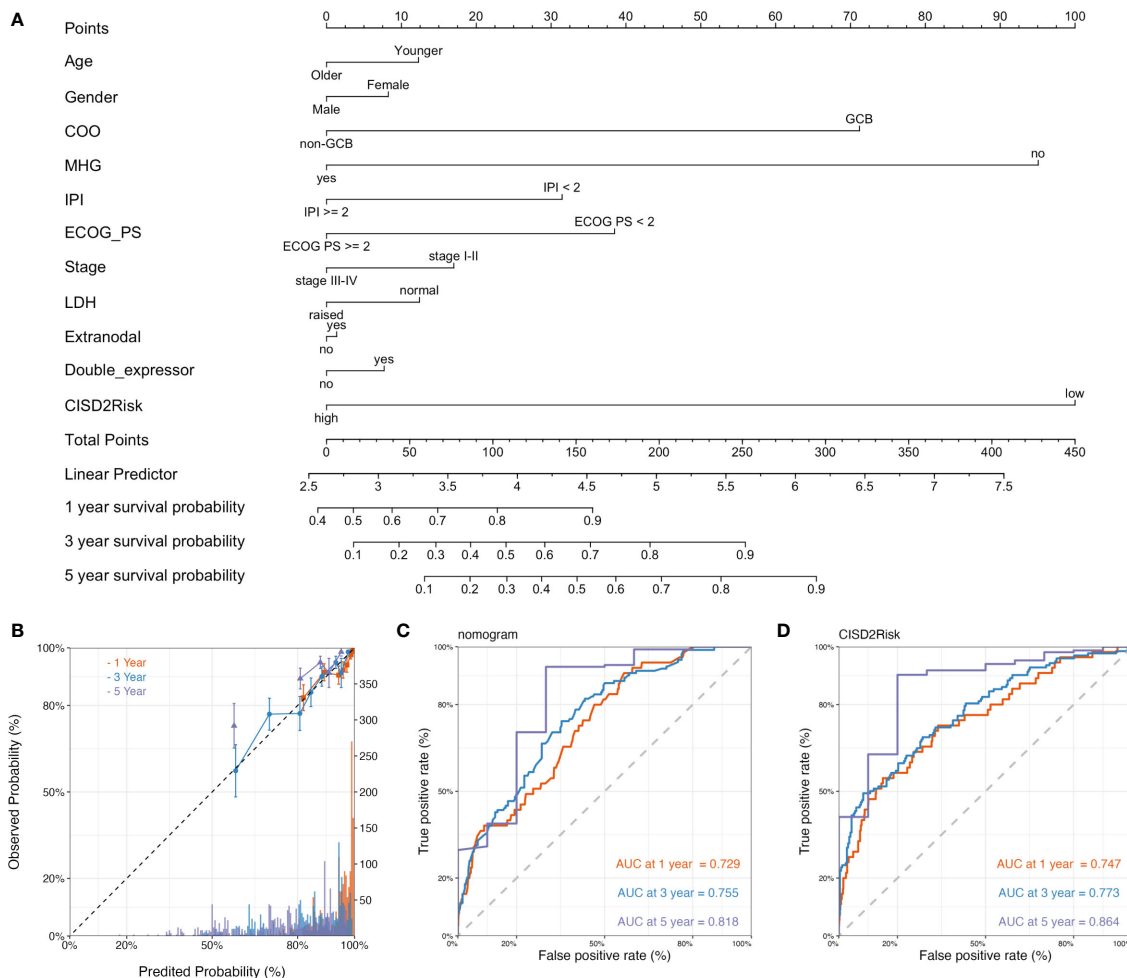 A
Points
0 10 20 30 40 50 60 70 80 90 100
Age
Younger
Older
Gender
Female
Male
COO
GCB
non-GCB
MHG
no
yes
IPI
IPI < 2
IPI >= 2
ECOG_PS
ECOG PS < 2
ECOG PS >= 2
Stage
stage I-II
stage III-IV
LDH
normal
raised
Extranodal
yes
no
Double_expressor
yes
no
CISD2Risk
low
high
Total Points
0 50 100 150 200 250 300 350 400 450
Linear Predictor
2.5 3 3.5 4 4.5 5 5.5 6 6.5 7 7.5
1 year survival probability
0.4 0.5 0.6 0.7 0.8 0.9
3 year survival probability
0.1 0.2 0.3 0.4 0.5 0.6 0.7 0.8 0.9
5 year survival probability
0.1 0.2 0.3 0.4 0.5 0.6 0.7 0.8 0.9
B
100%
80%
50%
20%
0%
Observed Probability (%)
- 1 Year
- 3 Year
- 5 Year
350
300
250
200
150
100
50
0% 20% 50% 80% 100%
Predited Probability (%)
C
nomogram
100%
80%
50%
20%
0%
True positive rate (%)
AUC at 1 year = 0.729
AUC at 3 year = 0.755
AUC at 5 year = 0.818
0% 20% 50% 80% 100%
False positive rate (%)
D
CISD2Risk
100%
80%
50%
20%
0%
True positive rate (%)
AUC at 1 year = 0.747
AUC at 3 year = 0.773
AUC at 5 year = 0.864
0% 20% 50% 80% 100%
False positive rate (%)